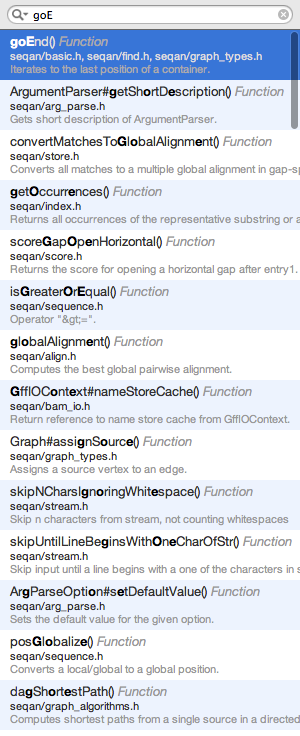 goE
goEnd() Function
seqan/basic.h, seqan/find.h, seqan/graph_types.h
Iterates to the last position of a container.
ArgumentParser#getShortDescription() Function
seqan/arg_parse.h
Gets short description of ArgumentParser.
convertMatchesToGlobalAlignment() Function
seqan/store.h
Converts all matches to a multiple global alignment in gap-s
getOccurrences() Function
seqan/index.h
Returns all occurrences of the representative substring or a
scoreGapOpenHorizontal() Function
seqan/score.h
Returns the score for opening a horizontal gap after entry1.
isGreaterOrEqual() Function
seqan/sequence.h
Operator "&gt;=".
globalAlignment() Function
seqan/align.h
Computes the best global pairwise alignment.
GffIOContext#nameStoreCache() Function
seqan/bam_io.h
Return reference to name store cache from GffIOContext.
Graph#assignSource() Function
seqan/graph_types.h
Assigns a source vertex to an edge.
skipNCharsIgnoringWhitespace() Function
seqan/stream.h
Skip n characters from stream, not counting whitespaces
skipUntilLineBeginsWithOneCharOfStr() Function
seqan/stream.h
Skip input until a line begins with a one of the characters in s
ArgParseOption#setDefaultValue() Function
seqan/arg_parse.h
Sets the default value for the given option.
posGlobalize() Function
seqan/sequence.h
Converts a local/global to a global position.
dagShortestPath() Function
seqan/graph_algorithms.h
Computes shortest paths from a single source in a directed